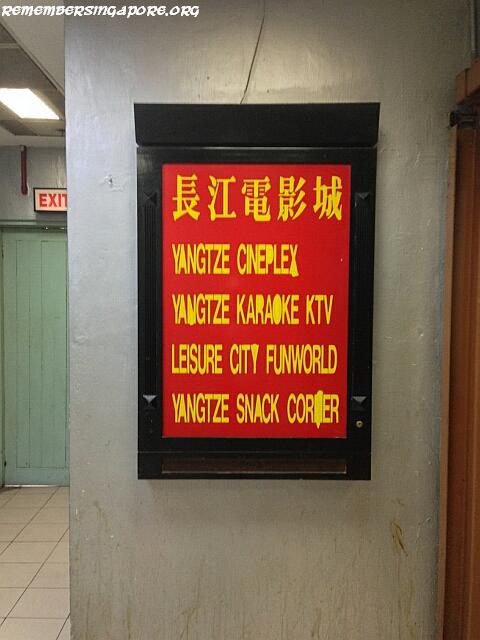 REMEMBERSINGAPORE.ORG
EXIT
長江電影城
YANGTZE CINEPLEX
YANGTZE KARAOKE KTV
LEISURE CITY FUNWORLD
YANGTZE SNACK CORNER